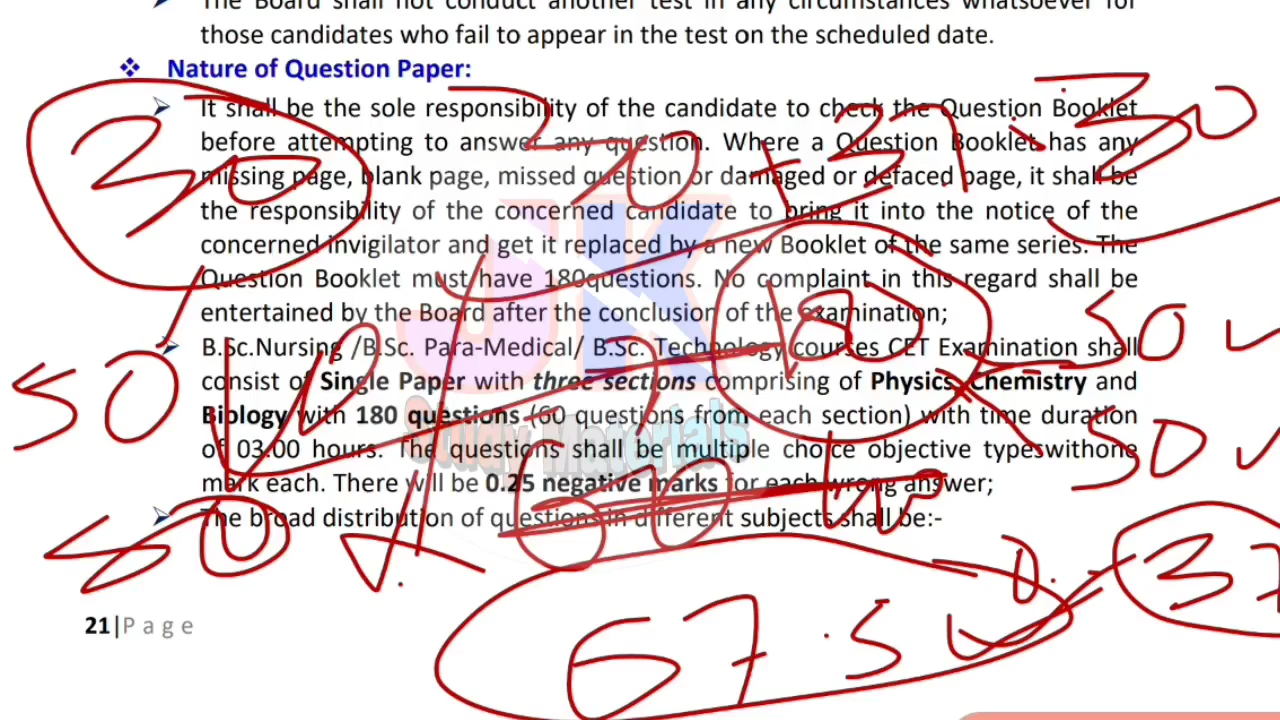 The Board shall not conduct another test in any circumstances whatsoever for
those candidates who fail to appear in the test on the scheduled date.
❖ Nature of Question Paper:
➢ It shall be the sole responsibility of the candidate to check the Question Booklet
before attempting to answer any question. Where a Question Booklet has any
missing page, blank page, missed question or damaged or defaced page, it shall be
the responsibility of the concerned candidate to bring it into the notice of the
concerned invigilator and get it replaced by a new Booklet of the same series. The
Question Booklet must have 180questions. No complaint in this regard shall be
entertained by the Board after the conclusion of the examination;
➢ B.Sc.Nursing /B.Sc. Para-Medical/ B.Sc. Technology courses CET Examination shall
consist of Single Paper with three sections comprising of Physics, Chemistry and
Biology with 180 questions (60 questions from each section) with time duration
of 03:00 hours. The questions shall be multiple choice objective typeswithone
mark each. There will be 0.25 negative marks for each wrong answer;
➢ The broad distribution of questions in different subjects shall be:-
21|Page
JK
Study Materials
30
30
180
50
50
50
50
67.5